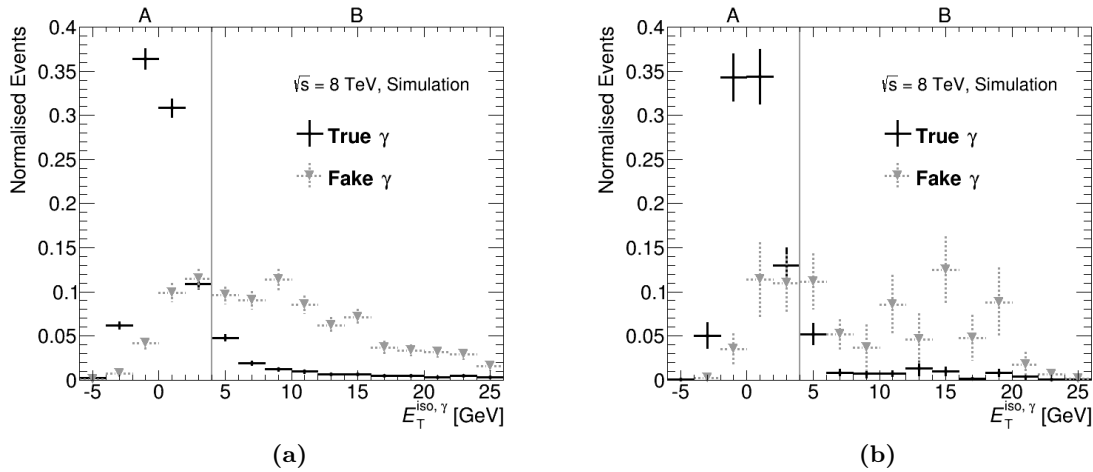 A B
Normalised Events
0.4
0.35
0.3
0.25
0.2
0.15
0.1
0.05
0
√s = 8 TeV, Simulation
True γ
Fake γ
-5 0 5 10 15 20 25
E_T^{iso, γ} [GeV]
(a)
A B
Normalised Events
0.4
0.35
0.3
0.25
0.2
0.15
0.1
0.05
0
√s = 8 TeV, Simulation
True γ
Fake γ
-5 0 5 10 15 20 25
E_T^{iso, γ} [GeV]
(b)